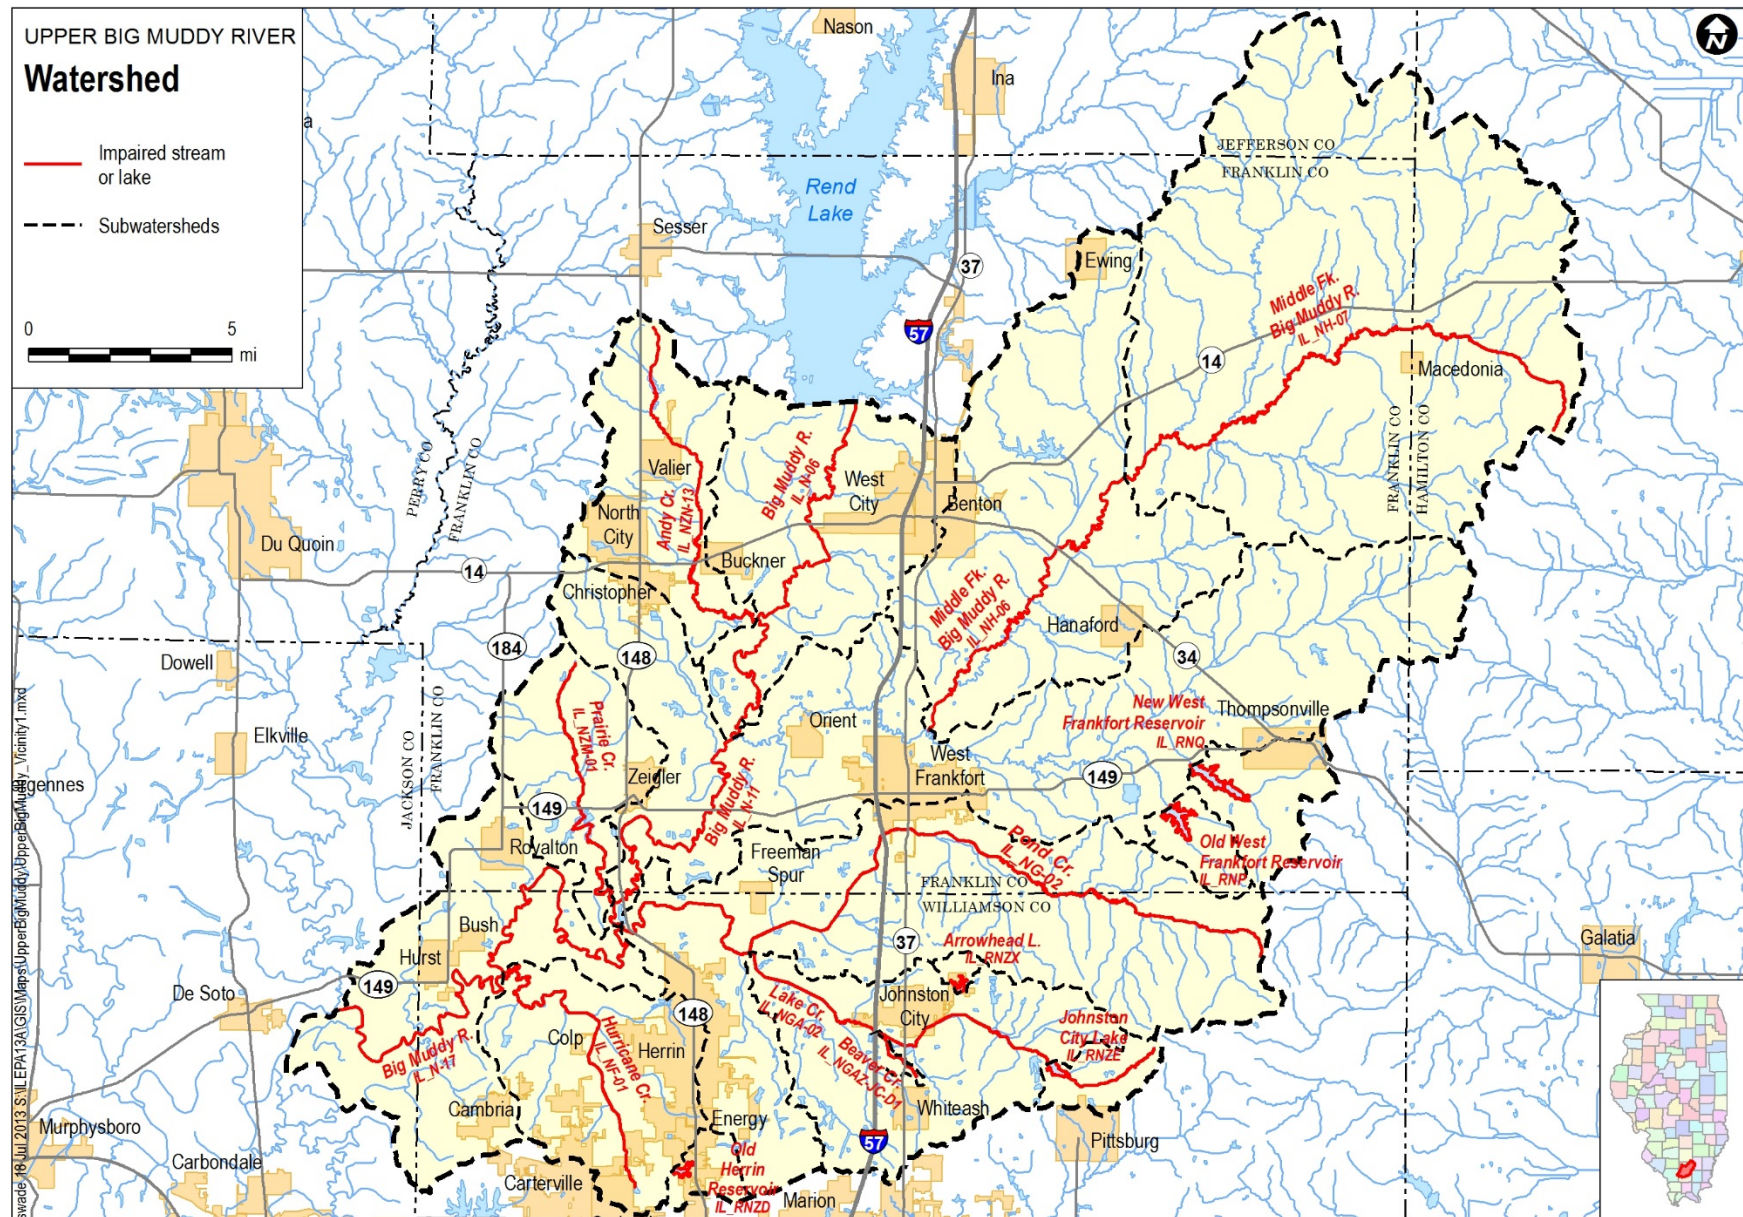 UPPER BIG MUDDY RIVER
Watershed
Impaired stream
or lake
Subwatersheds
0 5
mi
N
Nason
Ina
a
Rend
Lake
JEFFERSON CO
FRANKLIN CO
Sesser
37
Ewing
57
Middle Fk.
Big Muddy R.
IL_NH-07
14
Macedonia
PERRY CO
FRANKLIN CO
FRANKLIN CO
HAMILTON CO
Valier
Andy Cr.
IL_NZN-13
Big Muddy R.
IL_N-06
West
City
Benton
North
City
Du Quoin
Buckner
14
Christopher
Middle Fk.
Big Muddy R.
IL_NH-06
Hanaford
184
148
34
Dowell
Prairie Cr.
IL_NZM-01
Orient
New West
Frankfort Reservoir
IL_RNQ
Thompsonville
Elkville
JACKSON CO
FRANKLIN CO
Zeigler
Big Muddy R.
IL_N-11
West
Frankfort
149
149
Royalton
Freeman
Spur
Pond Cr.
IL_NG-02
Old West
Frankfort Reservoir
IL_RNP
FRANKLIN CO
WILLIAMSON CO
Bush
Hurst
37
Arrowhead L.
IL_RNZX
Galatia
149
De Soto
148
Lake Cr.
IL_NGA-02
Johnston
City
Johnston
City Lake
IL_RNZE
Big Muddy R.
IL_N-17
Colp
Hurricane Cr.
IL_NF-01
Herrin
Beaver Cr.
IL_NGAZ-JC-D1
Cambria
Energy
Whiteash
57
Pittsburg
Murphysboro
Carbondale
Carterville
Old
Herrin
Reservoir
IL_RNZD
Marion